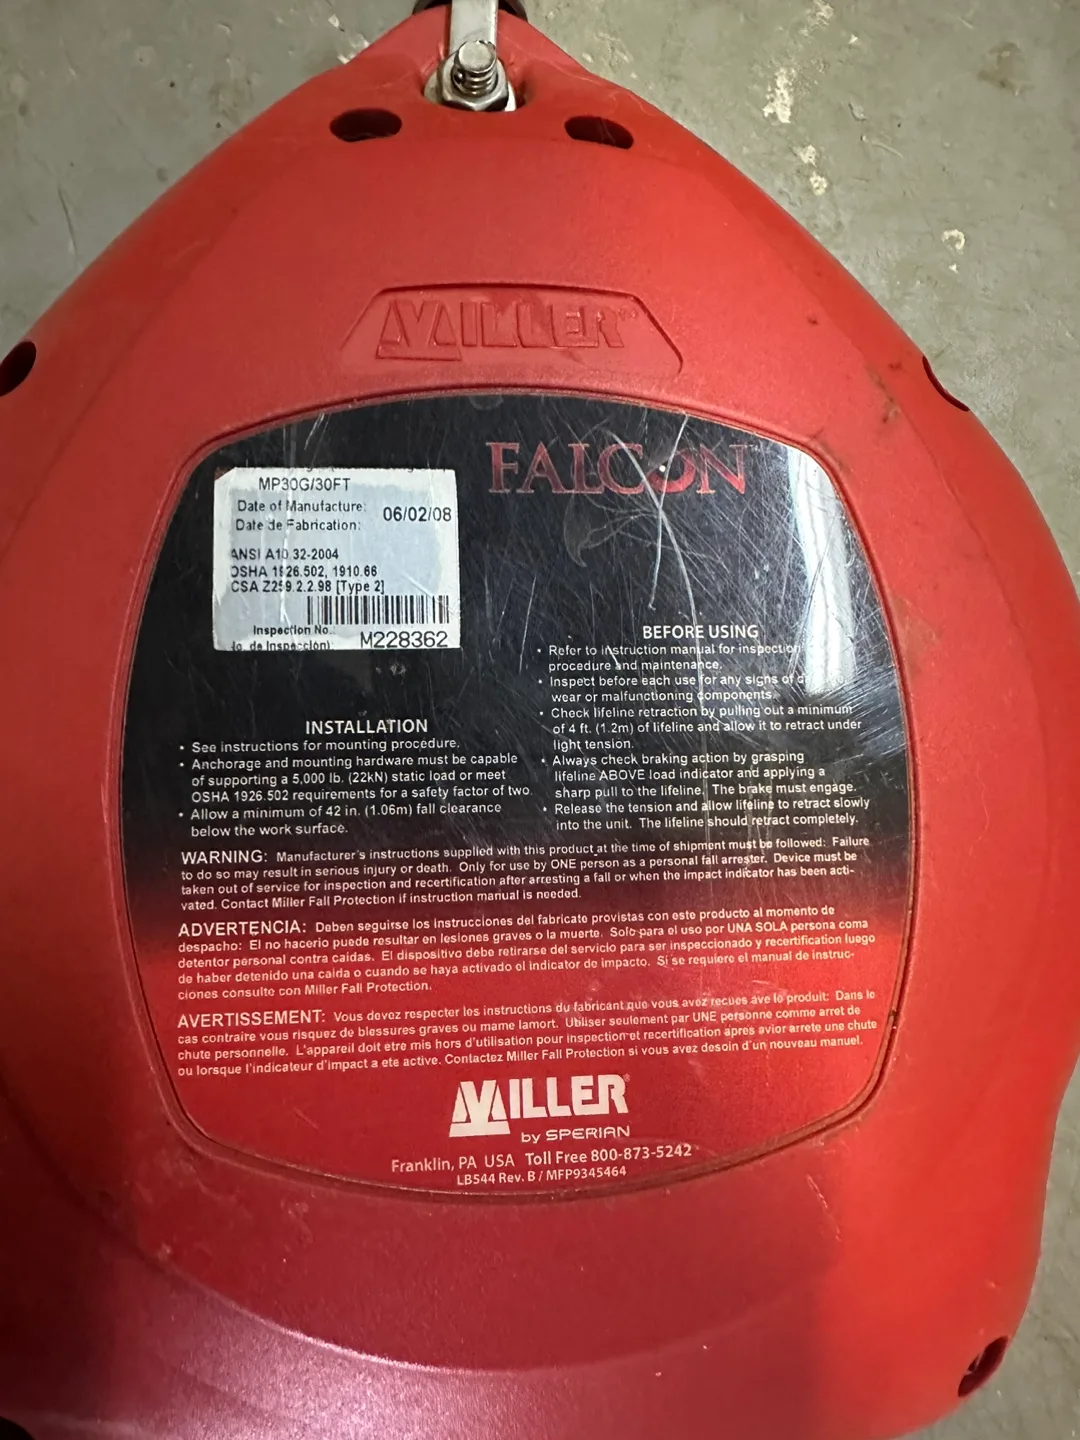 MILLER
FALCON
MP30G/30FT
Date of Manufacture:
Date de Fabrication:
06/02/08
ANSI A10.32-2004
OSHA 1926.502, 1910.66
CSA Z259.2.2.98 [Type 2]
Inspection No.:
de Inspeccion):
M228362
INSTALLATION
• See instructions for mounting procedure.
• Anchorage and mounting hardware must be capable
of supporting a 5,000 lb. (22kN) static load or meet
OSHA 1926.502 requirements for a safety factor of two.
• Allow a minimum of 42 in. (1.06m) fall clearance
below the work surface.
BEFORE USING
• Refer to instruction manual for inspection
procedure and maintenance.
• Inspect before each use for any signs of
wear or malfunctioning components.
• Check lifeline retraction by pulling out a minimum
of 4 ft. (1.2m) of lifeline and allow it to retract under
light tension.
• Always check braking action by grasping
lifeline ABOVE load indicator and applying a
sharp pull to the lifeline. The brake must engage.
• Release the tension and allow lifeline to retract slowly
into the unit. The lifeline should retract completely.
WARNING: Manufacturer's instructions supplied with this product at the time of shipment must be followed: Failure
to do so may result in serious injury or death. Only for use by ONE person as a personal fall arrester. Device must be
taken out of service for inspection and recertification after arresting a fall or when the impact indicator has been acti-
vated. Contact Miller Fall Protection if instruction manual is needed.
ADVERTENCIA: Deben seguirse los instrucciones del fabricate provistas con este producto al momento de
despacho: El no hacerio puede resultar en lesiones graves o la muerte. Solo para el uso por UNA SOLA persona coma
detentor personal contra caídas. El dispositivo debe retirarse del servicio para ser inspeccionado y recertification luego
de haber detenido una caida o cuando se haya activado el indicator de impacto. Si se requiere el manual de instruc-
ciones consulte con Miller Fall Protection.
AVERTISSEMENT: Vous devez respecter les instructions du fabricant que vous avez recues ave le produit: Dans le
cas contraire vous risquez de blessures graves ou mame lamort. Utiliser seulement par UNE personne comme arret de
chute personnelle. L'appareil doit etre mis hors d'utilisation pour inspection et recertification apres avior arrete une chute
ou lorsque l'indicateur d'impact a ete active. Contactez Miller Fall Protection si vous avez desoin d'un nouveau manuel.
MILLER®
by SPERIAN
Franklin, PA USA Toll Free 800-873-5242
LB544 Rev. B / MFP9345464